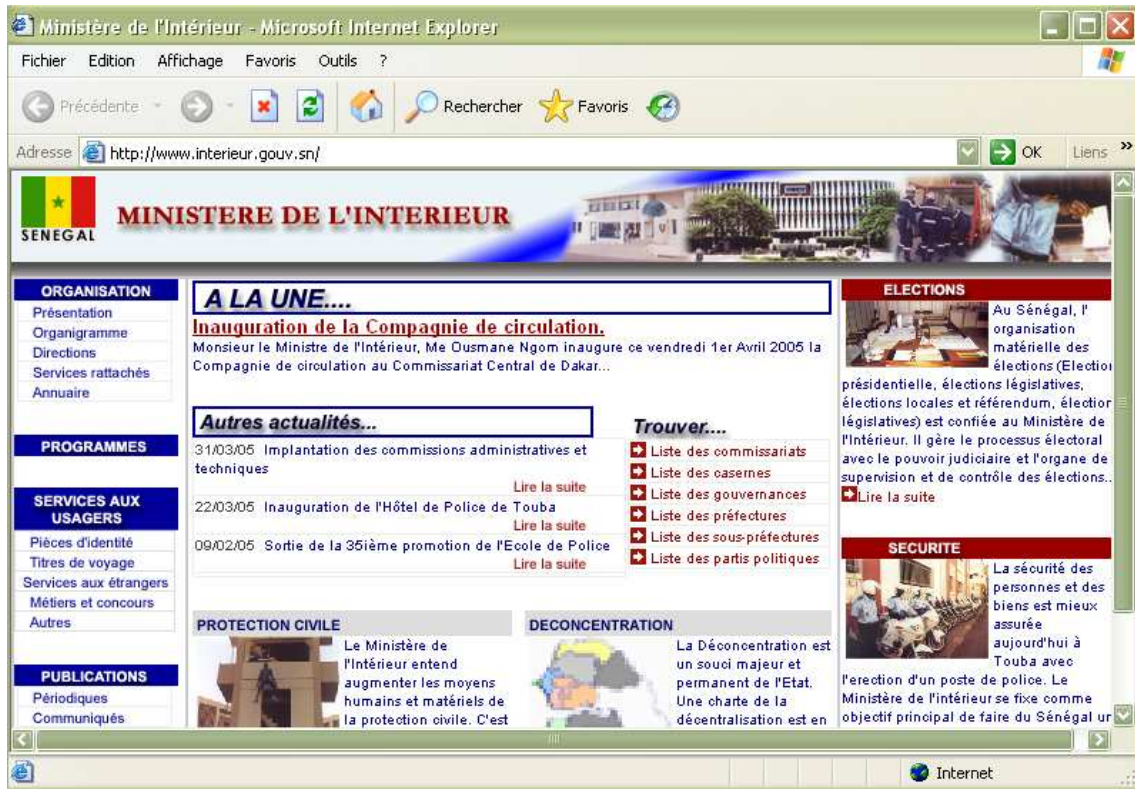 Ministère de l'Intérieur - Microsoft Internet Explorer
Fichier Edition Affichage Favoris Outils ?
Précédente Rechercher Favoris
Adresse http://www.interieur.gouv.sn/ OK Liens »
SENEGAL
MINISTERE DE L'INTERIEUR
ORGANISATION
Présentation
Organigramme
Directions
Services rattachés
Annuaire
PROGRAMMES
SERVICES AUX
USAGERS
Pièces d'identité
Titres de voyage
Services aux étrangers
Métiers et concours
Autres
PUBLICATIONS
Périodiques
Communiqués
A LA UNE....
Inauguration de la Compagnie de circulation.
Monsieur le Ministre de l'Intérieur, Me Ousmane Ngom inaugure ce vendredi 1er Avril 2005 la
Compagnie de circulation au Commissariat Central de Dakar...
Autres actualités...
31/03/05 Implantation des commissions administratives et
techniques
Lire la suite
22/03/05 Inauguration de l'Hôtel de Police de Touba
Lire la suite
09/02/05 Sortie de la 35ième promotion de l'Ecole de Police
Lire la suite
Trouver....
Liste des commissariats
Liste des casernes
Liste des gouvernances
Liste des préfectures
Liste des sous-préfectures
Liste des partis politiques
PROTECTION CIVILE
Le Ministère de
l'Intérieur entend
augmenter les moyens
humains et matériels de
la protection civile. C'est
DECONCENTRATION
La Déconcentration est
un souci majeur et
permanent de l'Etat.
Une charte de la
décentralisation est en
ELECTIONS
Au Sénégal, l'
organisation
matérielle des
élections (Election
présidentielle, élections législatives,
élections locales et référendum, élection
législatives) est confiée au Ministère de
l'Intérieur. Il gère le processus électoral
avec le pouvoir judiciaire et l'organe de
supervision et de contrôle des élections..
Lire la suite
SECURITE
La sécurité des
personnes et des
biens est mieux
assurée
aujourd'hui à
Touba avec
l'erection d'un poste de police. Le
Ministère de l'intérieur se fixe comme
objectif principal de faire du Sénégal un
Internet